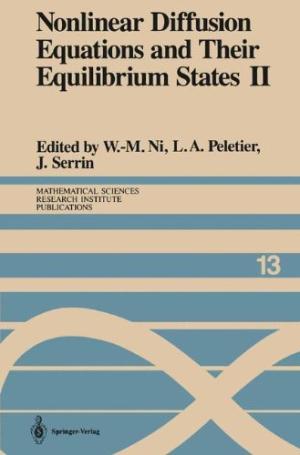 Nonlinear Diffusion
Equations and Their
Equilibrium States II
Edited by W.-M. Ni, L. A. Peletier,
J. Serrin
MATHEMATICAL SCIENCES
RESEARCH INSTITUTE
PUBLICATIONS
13
Springer-Verlag